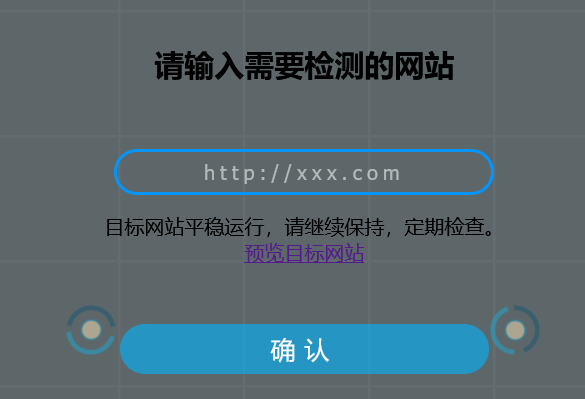 请输入需要检测的网站
http://xxx.com
目标网站平稳运行，请继续保持，定期检查。
预览目标网站
确 认